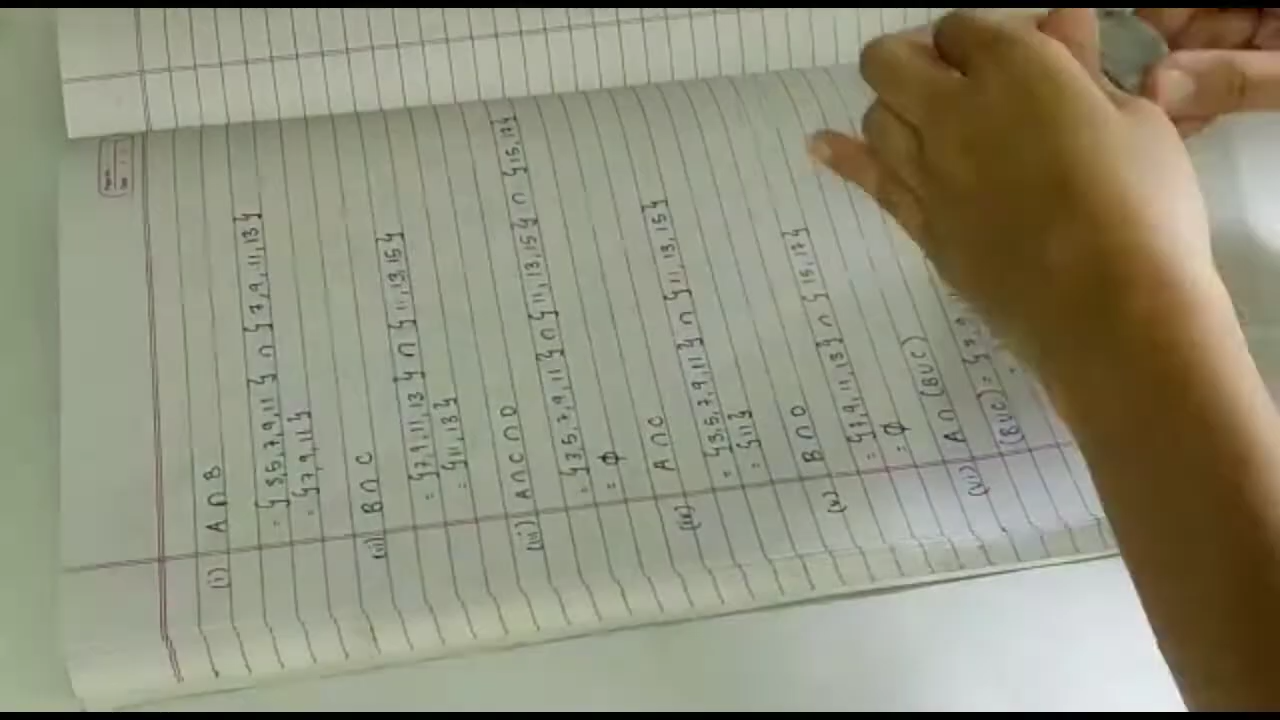 (i) A ∩ B
= {3,5,7,9,11} ∩ {7,9,11,13}
= {7,9,11}
(ii) B ∩ C
= {7,9,11,13} ∩ {11,13,15}
= {11,13}
(iii) A ∩ C ∩ D
= {3,5,7,9,11} ∩ {11,13,15} ∩ {15,17}
= ϕ
(iv) A ∩ C
= {3,5,7,9,11} ∩ {11,13,15}
= {11}
(v) B ∩ D
= {7,9,11,13} ∩ {15,17}
= ϕ
(vi) A ∩ (B∪C)
(B∪C) = {7,9